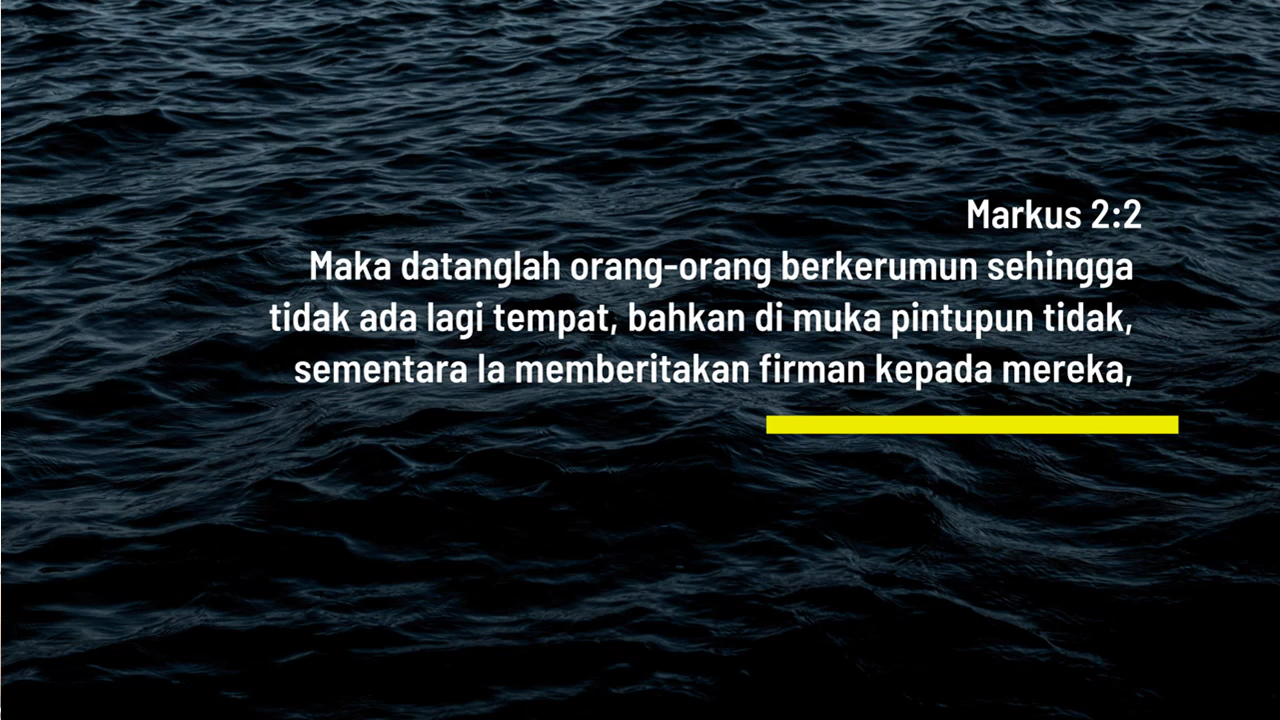 Markus 2:2
Maka datanglah orang-orang berkerumun sehingga
tidak ada lagi tempat, bahkan di muka pintupun tidak,
sementara Ia memberitakan firman kepada mereka,